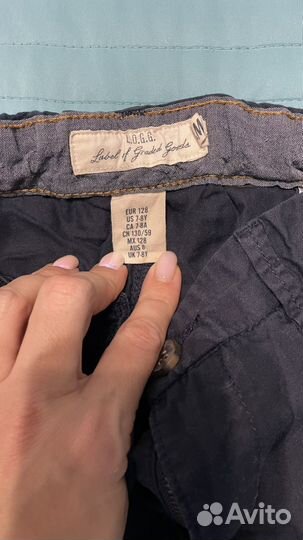 L.O.G.G.
Label of Graded Goods
M
EUR 128
US 7-8Y
CA 7-8A
CN 130/59
MX 128
AUS 8
UK 7-8Y
Avito